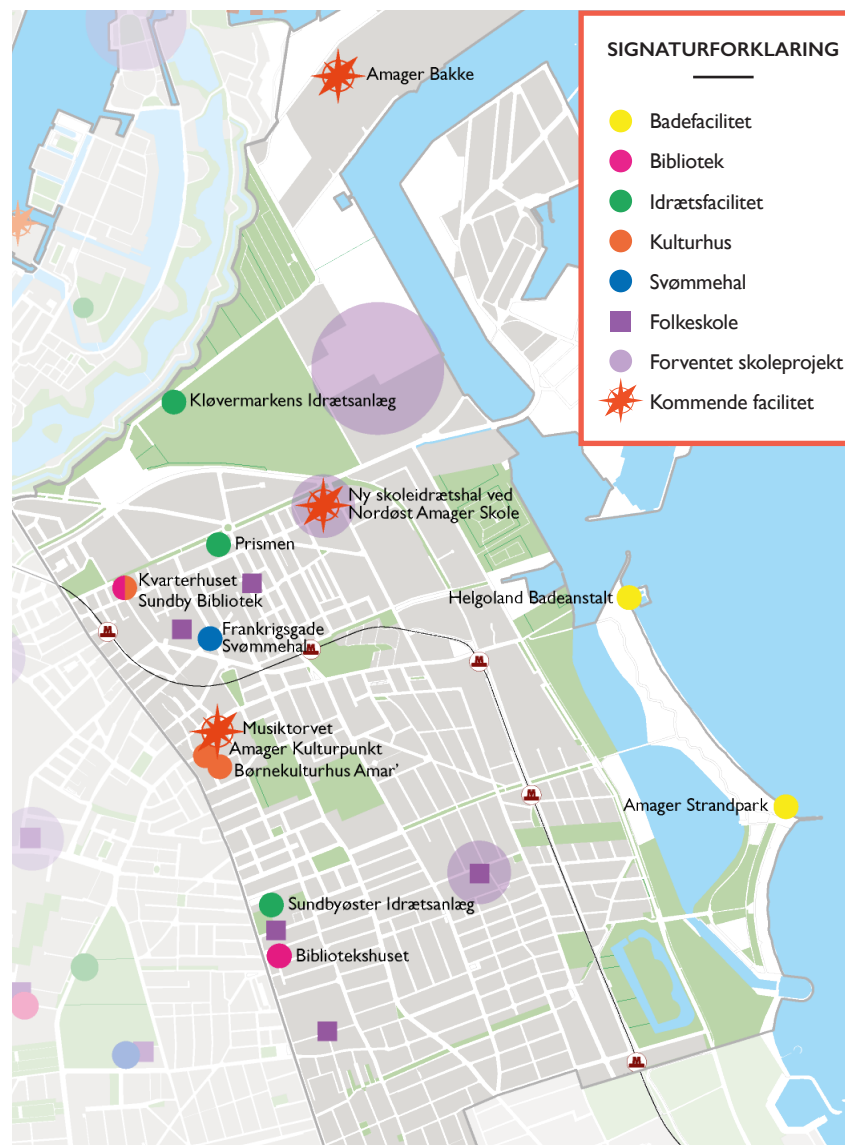 Amager Bakke
SIGNATURFORKLARING
Badefacilitet
Bibliotek
Idrætsfacilitet
Kulturhus
Svømmehal
Folkeskole
Forventet skoleprojekt
Kommende facilitet
Kløvermarkens Idrætsanlæg
Ny skoleidrætshal ved
Nordøst Amager Skole
Prismen
Kvarterhuset
Sundby Bibliotek
Helgoland Badeanstalt
Frankrigsgade
Svømmehal
M
M
M
Musiktorvet
Amager Kulturpunkt
Børnekulturhus Amar’
M
Amager Strandpark
Sundbyøster Idrætsanlæg
Bibliotekshuset
M